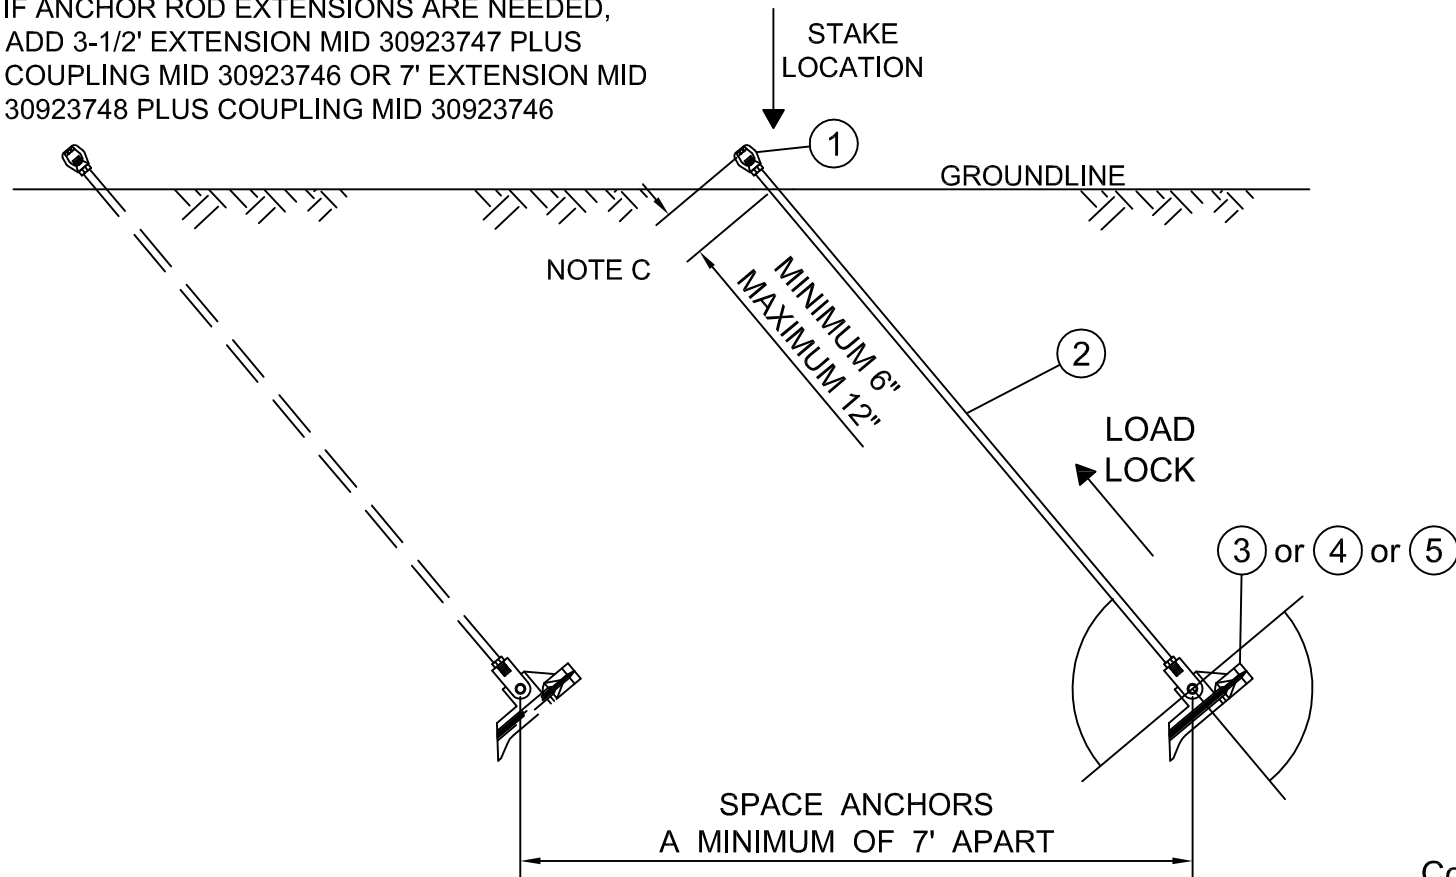 IF ANCHOR ROD EXTENSIONS ARE NEEDED,
ADD 3-1/2' EXTENSION MID 30923747 PLUS
COUPLING MID 30923746 OR 7' EXTENSION MID
30923748 PLUS COUPLING MID 30923746
STAKE
LOCATION
1
GROUNDLINE
NOTE C
MINIMUM 6"
MAXIMUM 12"
2
LOAD
LOCK
3 or 4 or 5
SPACE ANCHORS
A MINIMUM OF 7' APART